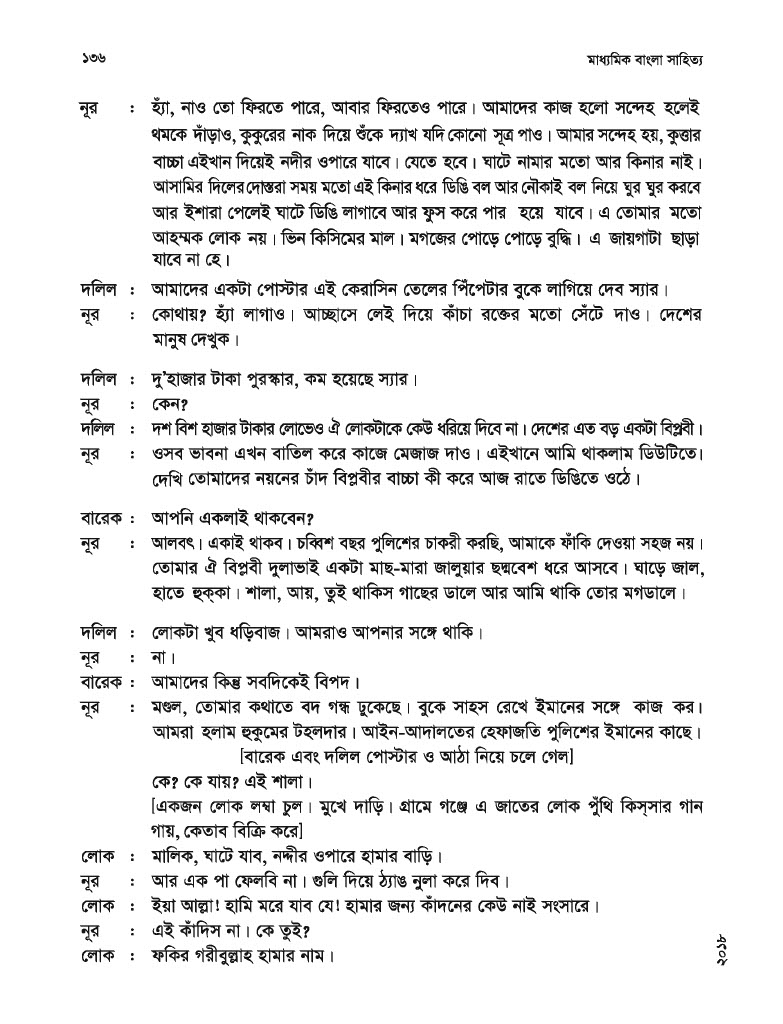 ১৩৬ মাধ্যমিক বাংলা সাহিত্য
নূর : হ্যাঁ, নাও তো ফিরতে পারে, আবার ফিরতেও পারে। আমাদের কাজ হলো সন্দেহ হলেই
থমকে দাঁড়াও, কুকুরের নাক দিয়ে শুঁকে দ্যাখ যদি কোনো সূত্র পাও। আমার সন্দেহ হয়, কুত্তার
বাচ্চা এইখান দিয়েই নদীর ওপারে যাবে। যেতে হবে। ঘাটে নামার মতো আর কিনার নাই।
আসামির দিলের দোস্তরা সময় মতো এই কিনার ধরে ডিঙি বল আর নৌকাই বল নিয়ে ঘুর ঘুর করবে
আর ইশারা পেলেই ঘাটে ডিঙি লাগাবে আর ফুস করে পার হয়ে যাবে। এ তোমার মতো
আহম্মক লোক নয়। ভিন কিসিমের মাল। মগজের পোড়ে পোড়ে বুদ্ধি। এ জায়গাটা ছাড়া
যাবে না হে।
দলিল : আমাদের একটা পোস্টার এই কেরাসিন তেলের পিঁপেটার বুকে লাগিয়ে দেব স্যার।
নূর : কোথায়? হ্যাঁ লাগাও। আচ্ছাসে লেই দিয়ে কাঁচা রক্তের মতো সেঁটে দাও। দেশের
মানুষ দেখুক।
দলিল : দু'হাজার টাকা পুরস্কার, কম হয়েছে স্যার।
নূর : কেন?
দলিল : দশ বিশ হাজার টাকার লোভেও ঐ লোকটাকে কেউ ধরিয়ে দিবে না। দেশের এত বড় একটা বিপ্লবী।
নূর : ওসব ভাবনা এখন বাতিল করে কাজে মেজাজ দাও। এইখানে আমি থাকলাম ডিউটিতে।
দেখি তোমাদের নয়নের চাঁদ বিপ্লবীর বাচ্চা কী করে আজ রাতে ডিঙিতে ওঠে।
বারেক : আপনি একলাই থাকবেন?
নূর : আলবৎ। একাই থাকব। চব্বিশ বছর পুলিশের চাকরী করছি, আমাকে ফাঁকি দেওয়া সহজ নয়।
তোমার ঐ বিপ্লবী দুলাভাই একটা মাছ-মারা জালুয়ার ছদ্মবেশ ধরে আসবে। ঘাড়ে জাল,
হাতে হুক্‌কা। শালা, আয়, তুই থাকিস গাছের ডালে আর আমি থাকি তোর মগডালে।
দলিল : লোকটা খুব ধড়িবাজ। আমরাও আপনার সঙ্গে থাকি।
নূর : না।
বারেক : আমাদের কিন্তু সবদিকেই বিপদ।
নূর : মণ্ডল, তোমার কথাতে বদ গন্ধ ঢুকেছে। বুকে সাহস রেখে ইমানের সঙ্গে কাজ কর।
আমরা হলাম হুকুমের টহলদার। আইন-আদালতের হেফাজতি পুলিশের ইমানের কাছে।
[বারেক এবং দলিল পোস্টার ও আঠা নিয়ে চলে গেল]
কে? কে যায়? এই শালা।
[একজন লোক লম্বা চুল। মুখে দাড়ি। গ্রামে গঞ্জে এ জাতের লোক পুঁথি কিস্‌সার গান
গায়, কেতাব বিক্রি করে]
লোক : মালিক, ঘাটে যাব, নদ্দীর ওপারে হামার বাড়ি।
নূর : আর এক পা ফেলবি না। গুলি দিয়ে ঠ্যাঙ নুলা করে দিব।
লোক : ইয়া আল্লা! হামি মরে যাব যে! হামার জন্য কাঁদনের কেউ নাই সংসারে।
নূর : এই কাঁদিস না। কে তুই?
লোক : ফকির গরীবুল্লাহ হামার নাম।
২০১৮